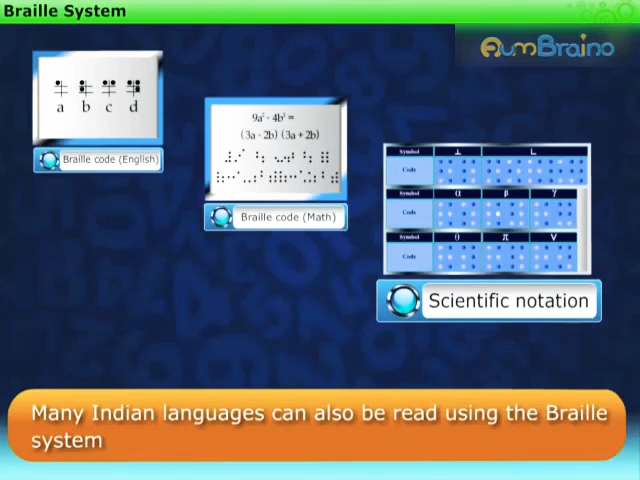 Braille System
AumBraino
a b c d
Braille code (English)
9a² - 4b² =
(3a - 2b) (3a + 2b)
Braille code (Math)
Symbol ⊥ ∟
Code
Symbol α β γ
Code
Symbol θ π V
Code
Scientific notation
Many Indian languages can also be read using the Braille
system